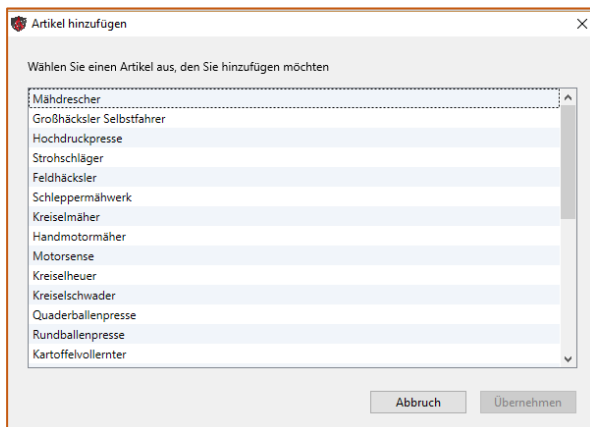 Artikel hinzufügen
Wählen Sie einen Artikel aus, den Sie hinzufügen möchten
Mähdrescher
Großhäcksler Selbstfahrer
Hochdruckpresse
Strohschläger
Feldhäcksler
Schleppermähwerk
Kreiselmäher
Handmotormäher
Motorsense
Kreiselheuer
Kreiselschwader
Quaderballenpresse
Rundballenpresse
Kartoffelvollernter
Abbruch Übernehmen